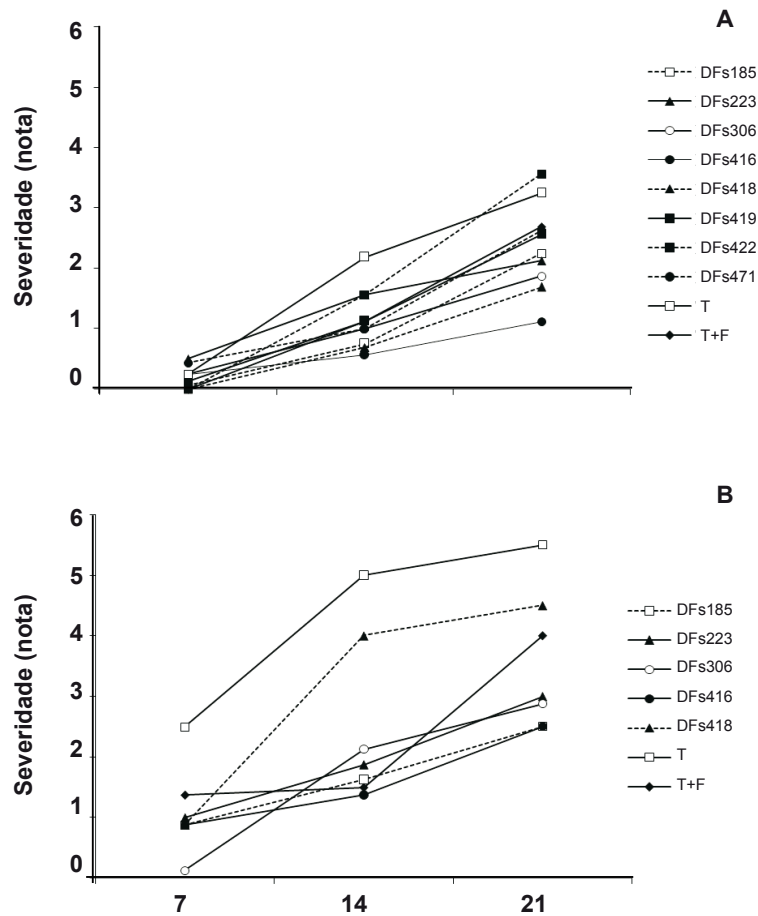 A
Severidade (nota)
6
5
4
3
2
1
0
DFs185
DFs223
DFs306
DFs416
DFs418
DFs419
DFs422
DFs471
T
T+F
B
Severidade (nota)
6
5
4
3
2
1
0
DFs185
DFs223
DFs306
DFs416
DFs418
T
T+F
7 14 21